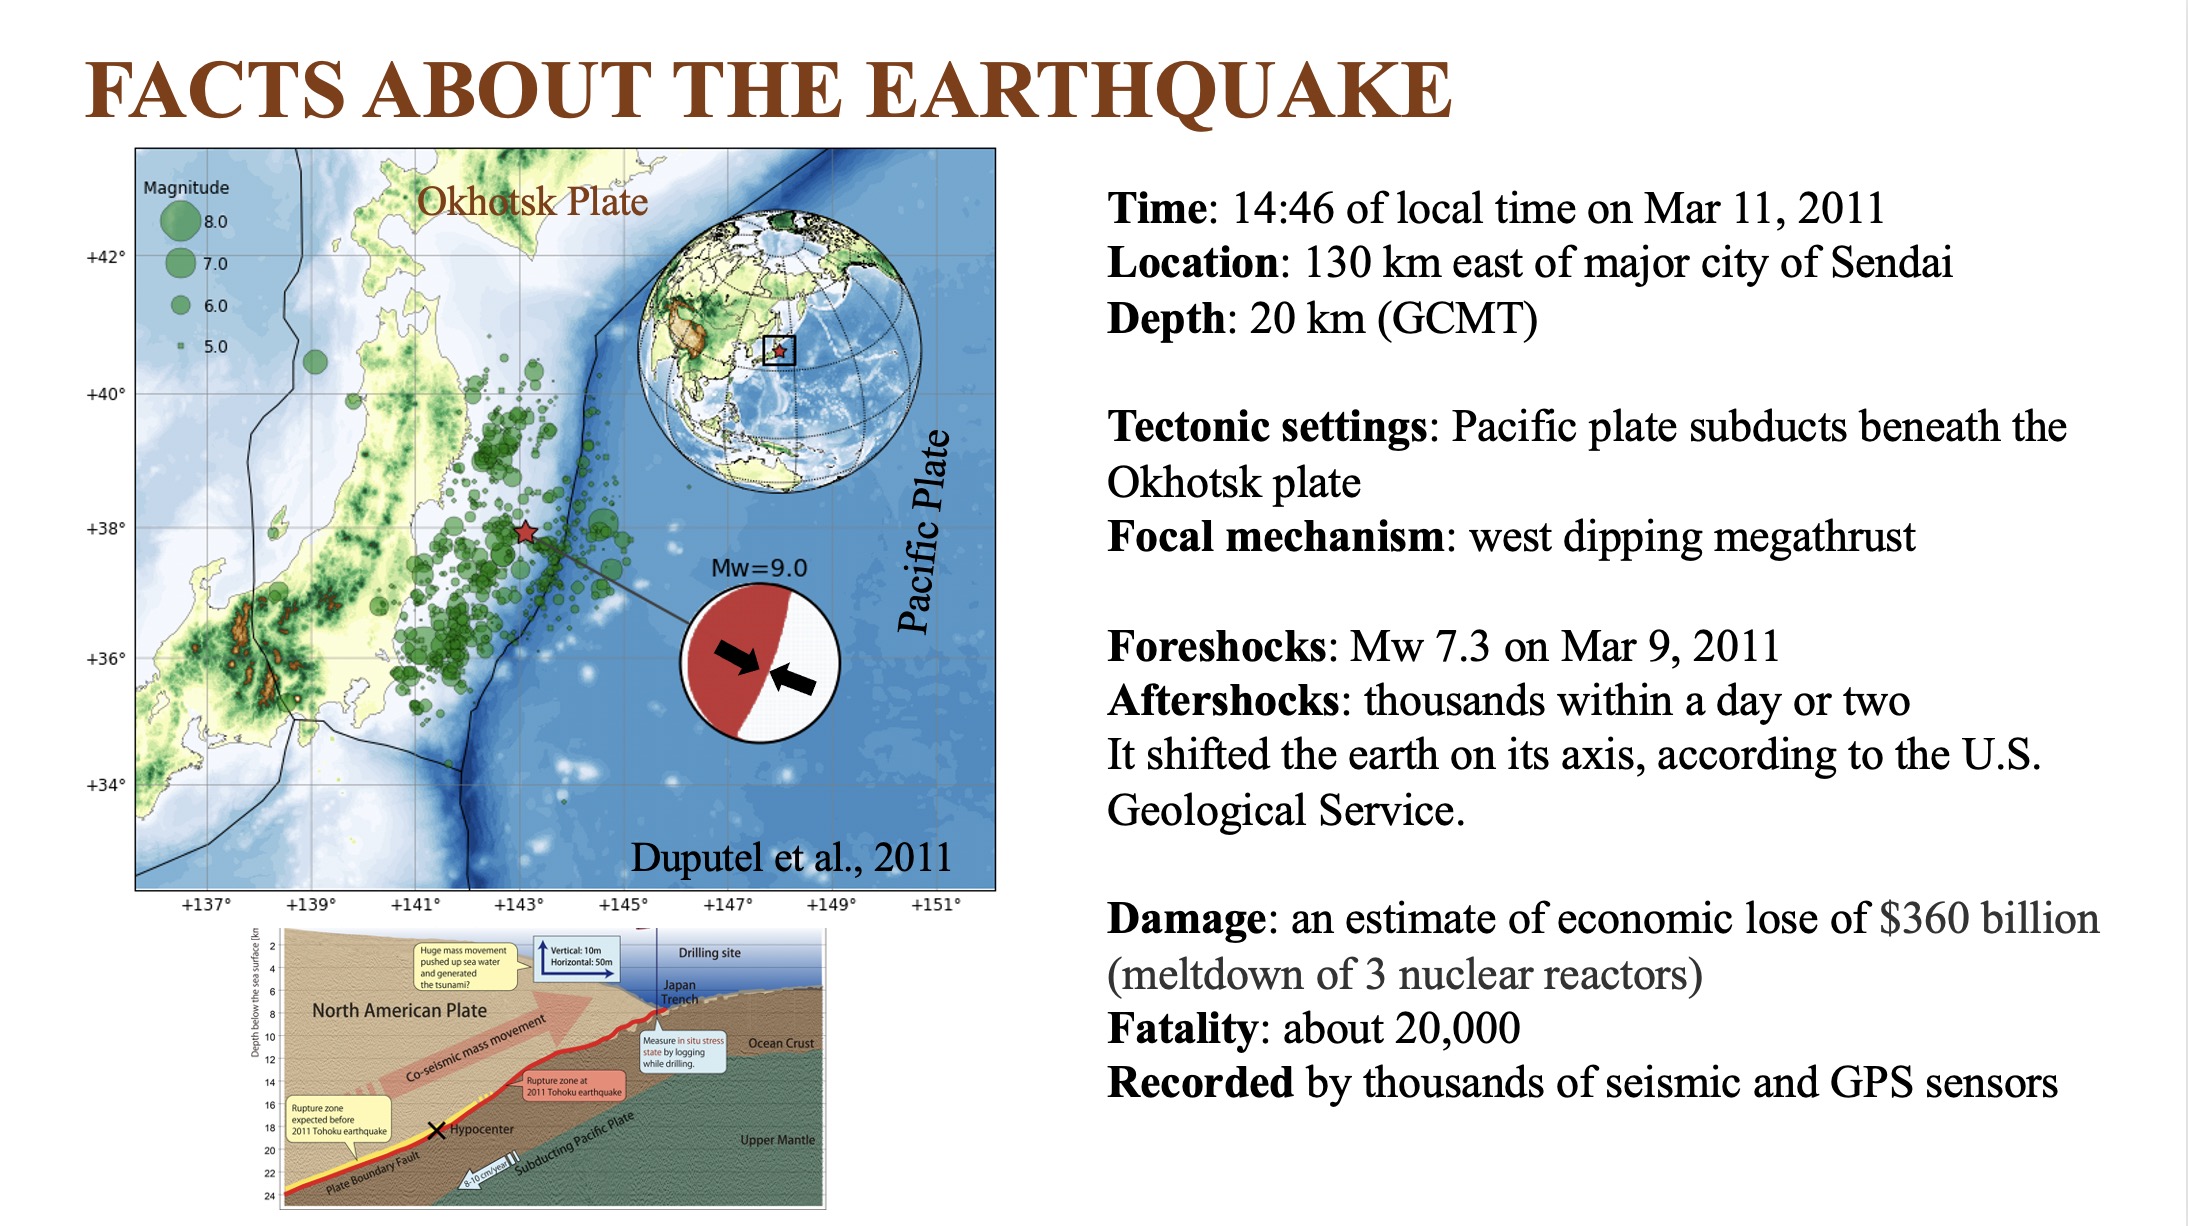 FACTS ABOUT THE EARTHQUAKE
Magnitude
8.0
7.0
6.0
5.0
Okhotsk Plate
+42°
+40°
+38°
+36°
+34°
Mw=9.0
Pacific Plate
Duputel et al., 2011
+137°
+139°
+141°
+143°
+145°
+147°
+149°
+151°
Depth below the sea surface [km
2
4
6
8
10
12
14
16
18
20
22
24
Huge mass movement
pushed up sea water
and generated
the tsunami?
Vertical: 10m
Horizontal: 50m
Drilling site
Japan
Trench
North American Plate
Co-seismic mass movement
Measure in situ stress
state by logging
while drilling.
Ocean Crust
Rupture zone at
2011 Tohoku earthquake
Rupture zone
expected before
2011 Tohoku earthquake
Hypocenter
Plate Boundary Fault
8-10 cm/year
Subducting Pacific Plate
Upper Mantle
Time: 14:46 of local time on Mar 11, 2011
Location: 130 km east of major city of Sendai
Depth: 20 km (GCMT)
Tectonic settings: Pacific plate subducts beneath the
Okhotsk plate
Focal mechanism: west dipping megathrust
Foreshocks: Mw 7.3 on Mar 9, 2011
Aftershocks: thousands within a day or two
It shifted the earth on its axis, according to the U.S.
Geological Service.
Damage: an estimate of economic lose of $360 billion
(meltdown of 3 nuclear reactors)
Fatality: about 20,000
Recorded by thousands of seismic and GPS sensors